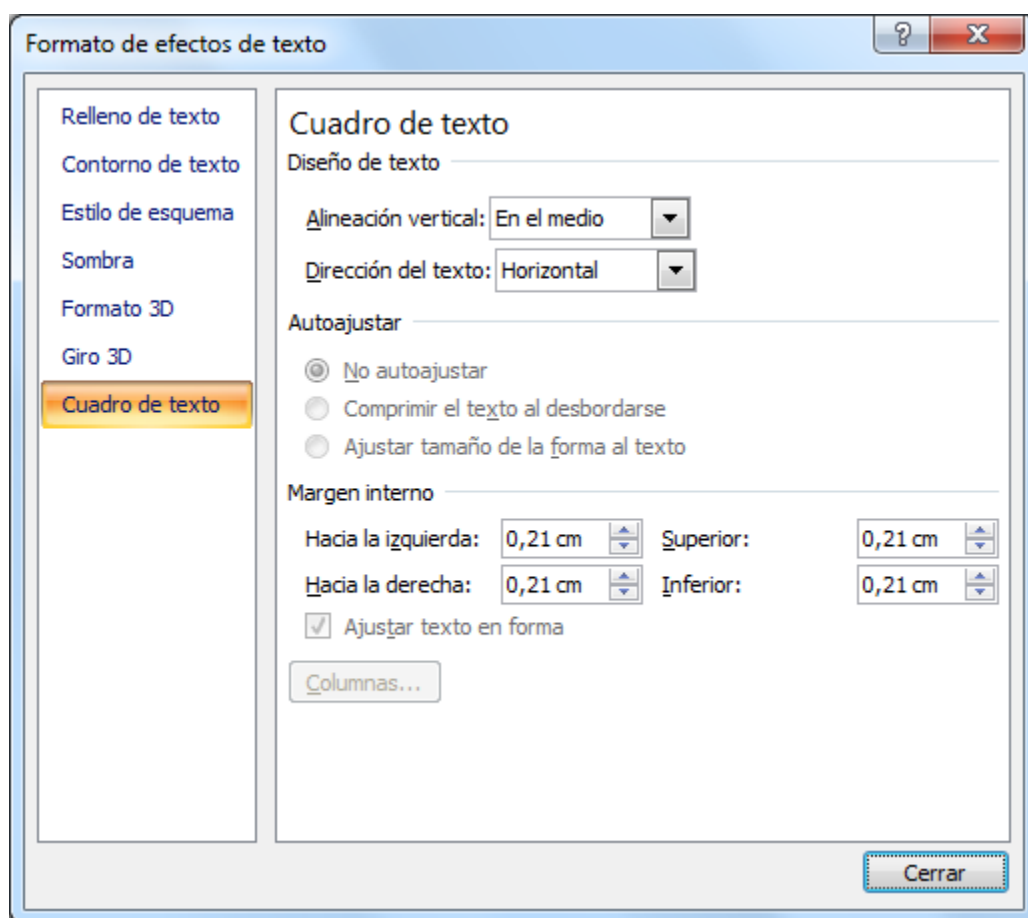 Formato de efectos de texto
Relleno de texto
Contorno de texto
Estilo de esquema
Sombra
Formato 3D
Giro 3D
Cuadro de texto
Cuadro de texto
Diseño de texto
Alineación vertical: En el medio
Dirección del texto: Horizontal
Autoajustar
No autoajustar
Comprimir el texto al desbordarse
Ajustar tamaño de la forma al texto
Margen interno
Hacia la izquierda: 0,21 cm Superior: 0,21 cm
Hacia la derecha: 0,21 cm Inferior: 0,21 cm
Ajustar texto en forma
Columnas...
Cerrar